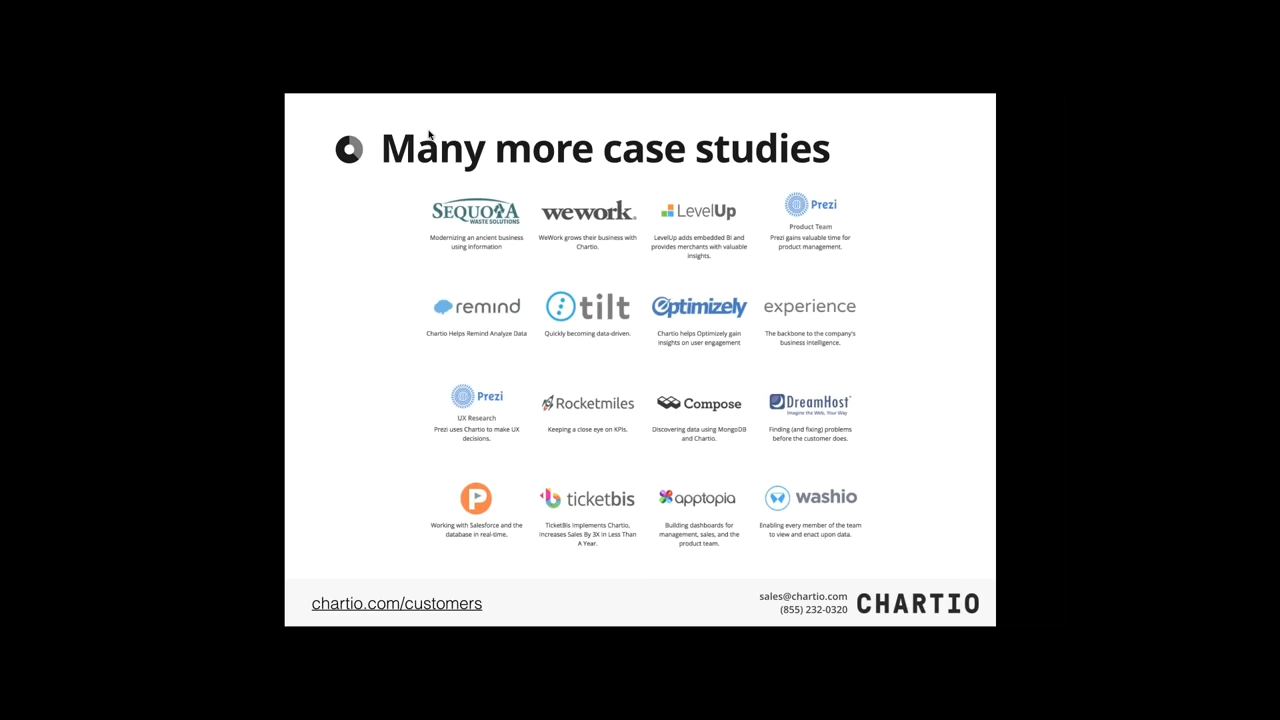 Many more case studies
SEQUOIA
WASTE SOLUTIONS
Modernizing an ancient business
using information
wework.
WeWork grows their business with
Chartio.
LevelUp
LevelUp adds embedded BI and
provides merchants with valuable
insights.
Prezi
Product Team
Prezi gains valuable time for
product management.
remind
Chartio Helps Remind Analyze Data
tilt
Quickly becoming data-driven.
Optimizely
Chartio helps Optimizely gain
insights on user engagement
experience
The backbone to the company's
business intelligence.
Prezi
UX Research
Prezi uses Chartio to make UX
decisions.
Rocketmiles
Keeping a close eye on KPIs.
Compose
Discovering data using MongoDB
and Chartio.
DreamHost
Imagine the Web, Your Way
Finding (and fixing) problems
before the customer does.
P
Working with Salesforce and the
database in real-time.
ticketbis
TicketBis Implements Chartio,
Increases Sales By 3X In Less Than
A Year.
apptopia
Building dashboards for
management, sales, and the
product team.
washio
Enabling every member of the team
to view and enact upon data.
chartio.com/customers
sales@chartio.com
(855) 232-0320
CHARTIO